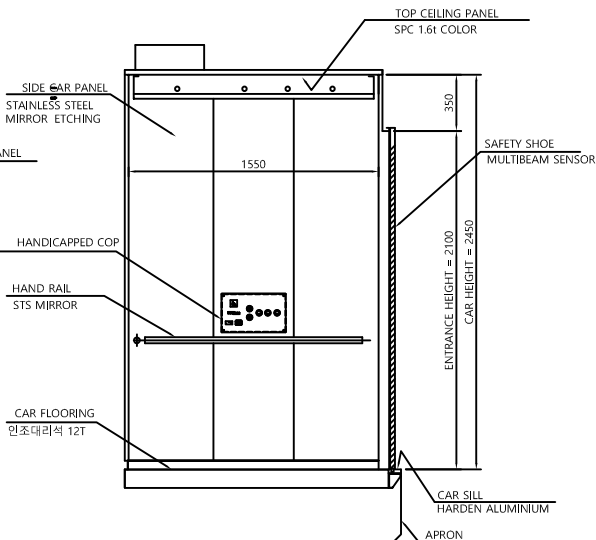 TOP CEILING PANEL
SPC 1.6t COLOR
SIDE CAR PANEL
STAINLESS STEEL
MIRROR ETCHING
350
ANEL
1550
SAFETY SHOE
MULTIBEAM SENSOR
HANDICAPPED COP
ENTRANCE HEIGHT = 2100
CAR HEIGHT = 2450
HAND RAIL
STS MIRROR
CAR FLOORING
인조대리석 12T
CAR SILL
HARDEN ALUMINIUM
APRON